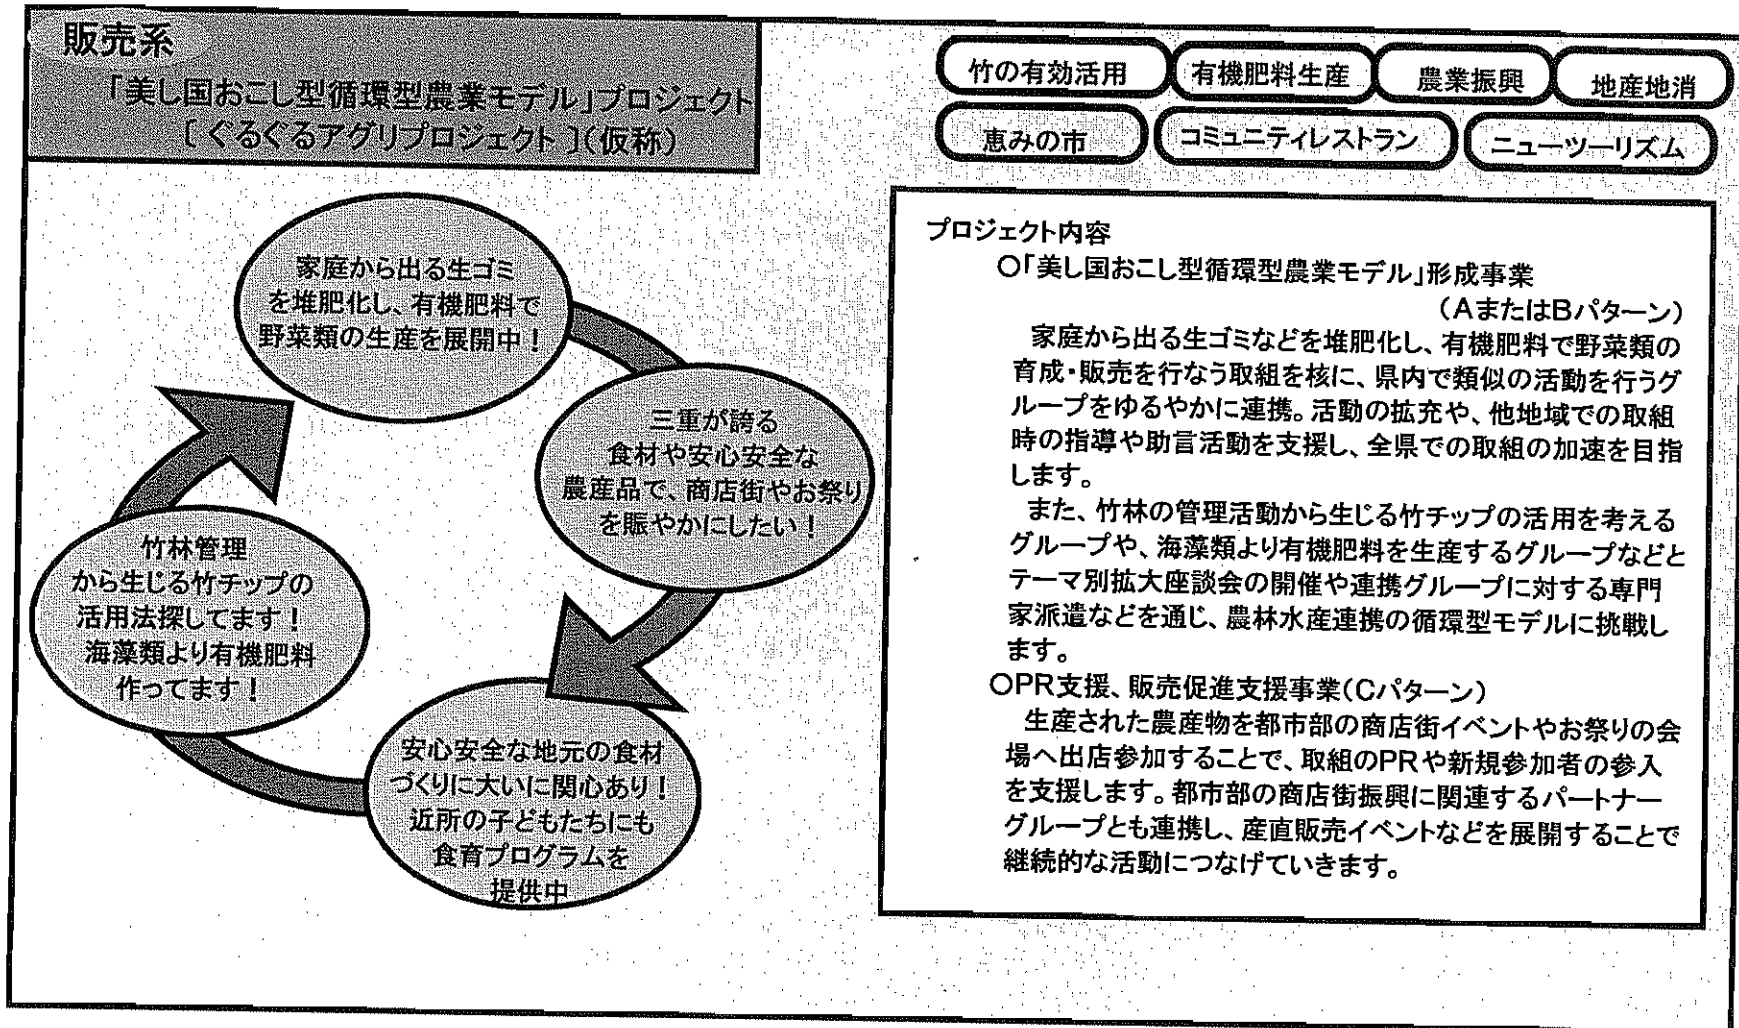 販売系
「美し国おこし型循環型農業モデル」プロジェクト
〔 ぐるぐるアグリプロジェクト 〕(仮称)
竹の有効活用
有機肥料生産
農業振興
地産地消
恵みの市
コミュニティレストラン
ニューツーリズム
家庭から出る生ゴミ
を堆肥化し、有機肥料で
野菜類の生産を展開中！
三重が誇る
食材や安心安全な
農産品で、商店街やお祭り
を賑やかにしたい！
安心安全な地元の食材
づくりに大いに関心あり！
近所の子どもたちにも
食育プログラムを
提供中
竹林管理
から生じる竹チップの
活用法探してます！
海藻類より有機肥料
作ってます！
プロジェクト内容
〇「美し国おこし型循環型農業モデル」形成事業
（AまたはBパターン）
家庭から出る生ゴミなどを堆肥化し、有機肥料で野菜類の
育成・販売を行なう取組を核に、県内で類似の活動を行うグ
ループをゆるやかに連携。活動の拡充や、他地域での取組
時の指導や助言活動を支援し、全県での取組の加速を目指
します。
また、竹林の管理活動から生じる竹チップの活用を考える
グループや、海藻類より有機肥料を生産するグループなどと
テーマ別拡大座談会の開催や連携グループに対する専門
家派遣などを通じ、農林水産連携の循環型モデルに挑戦し
ます。
〇PR支援、販売促進支援事業（Cパターン）
生産された農産物を都市部の商店街イベントやお祭りの会
場へ出店参加することで、取組のPRや新規参加者の参入
を支援します。都市部の商店街振興に関連するパートナー
グループとも連携し、産直販売イベントなどを展開することで
継続的な活動につなげていきます。